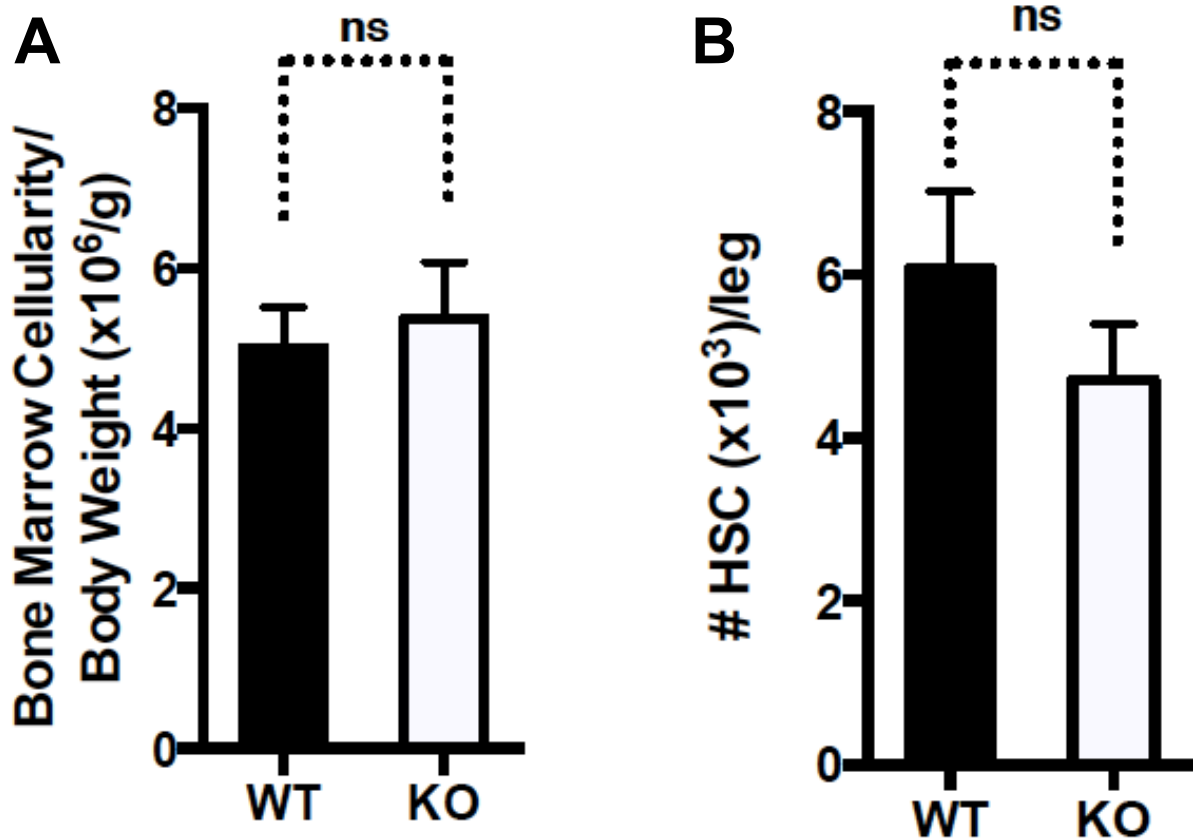 A
ns
Bone Marrow Cellularity/
Body Weight (x10⁶/g)
8
6
4
2
0
WT KO
B
ns
# HSC (x10³)/leg
8
6
4
2
0
WT KO